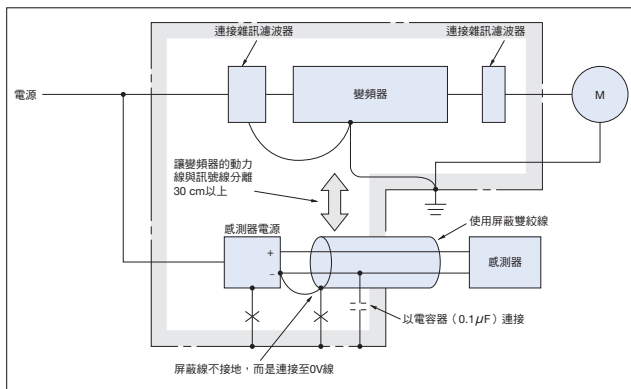 連接雜訊濾波器
連接雜訊濾波器
電源
變頻器
M
讓變頻器的動力
線與訊號線分離
30 cm以上
使用屏蔽雙絞線
感測器電源
+
−
感測器
以電容器（0.1μF）連接
屏蔽線不接地，而是連接至0V線